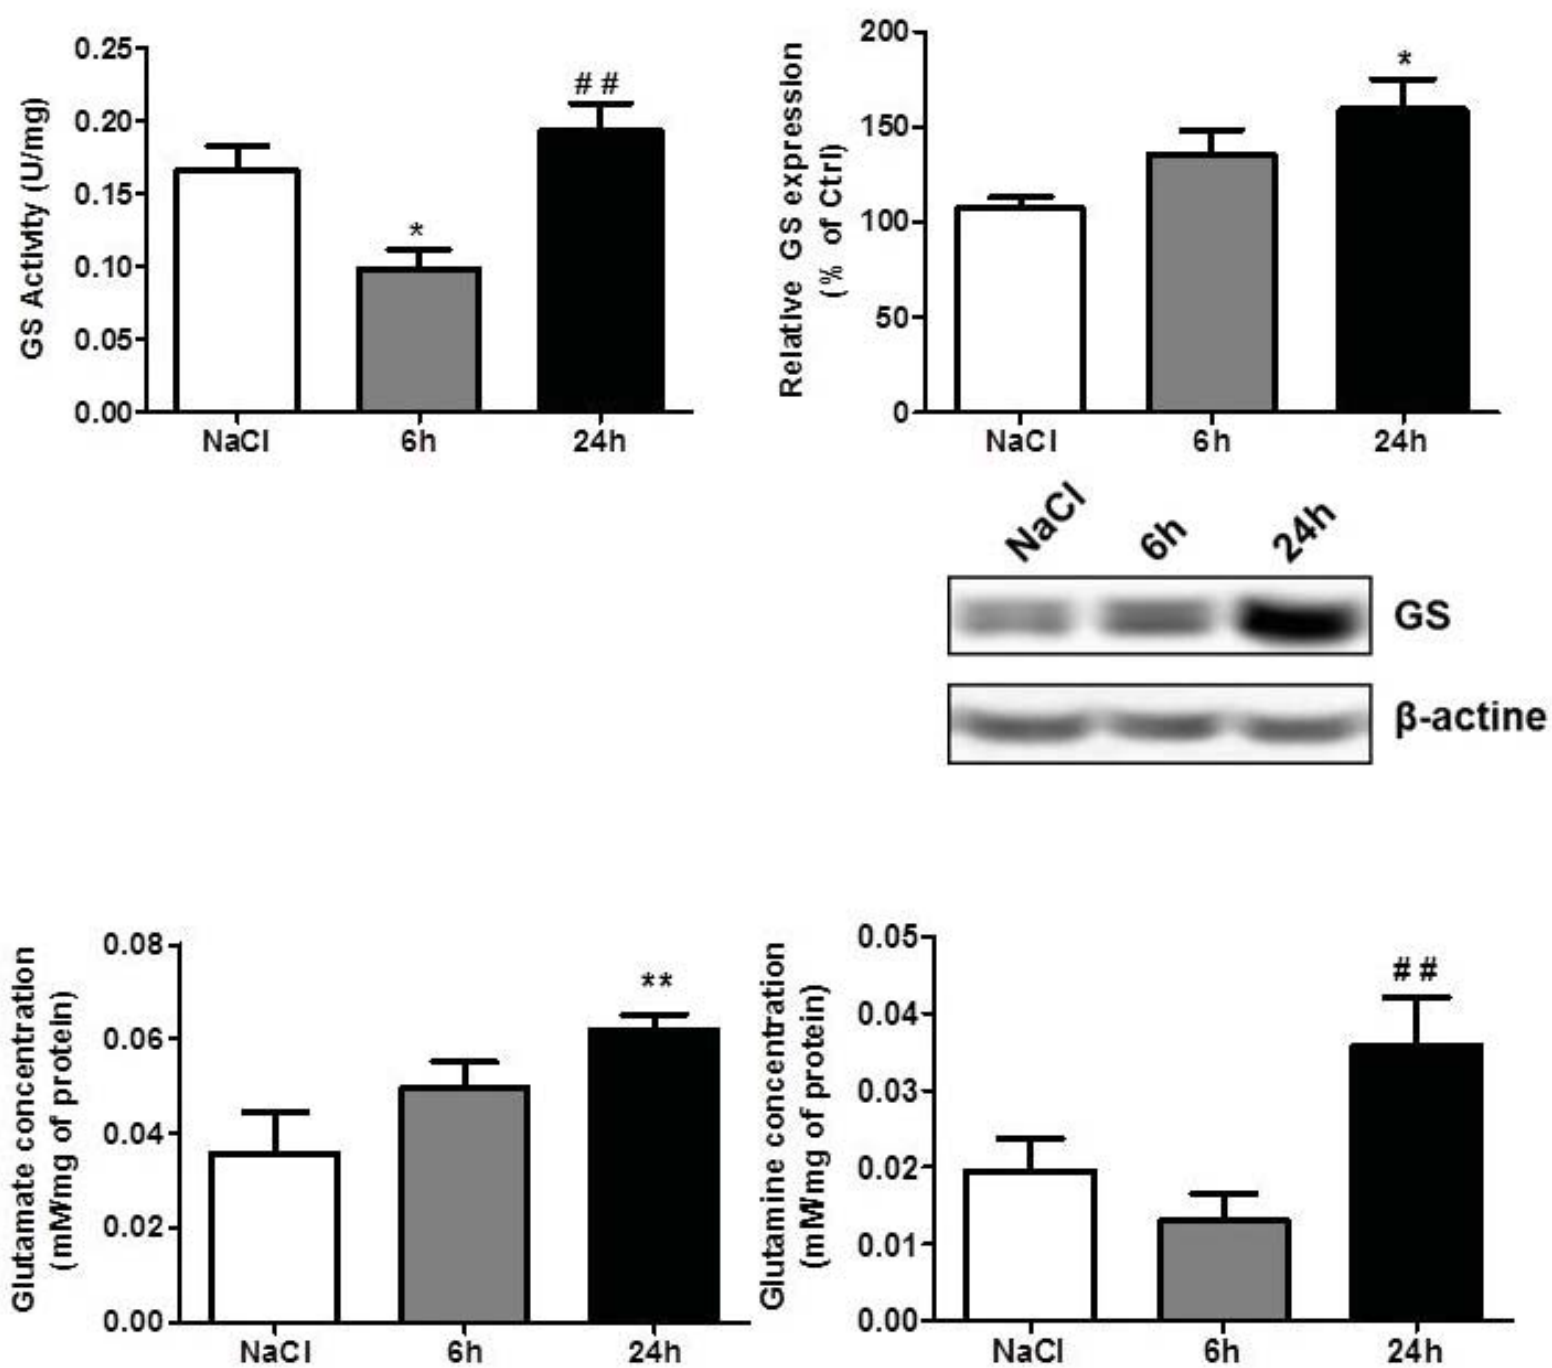 GS Activity (U/mg)
0.25
0.20
0.15
0.10
0.05
0.00
*
##
NaCl
6h
24h
Relative GS expression
(% of Ctrl)
200
150
100
50
0
*
NaCl
6h
24h
NaCl
6h
24h
GS
β-actine
Glutamate concentration
(mM/mg of protein)
0.08
0.06
0.04
0.02
0.00
**
NaCl
6h
24h
Glutamine concentration
(mM/mg of protein)
0.05
0.04
0.03
0.02
0.01
0.00
##
NaCl
6h
24h